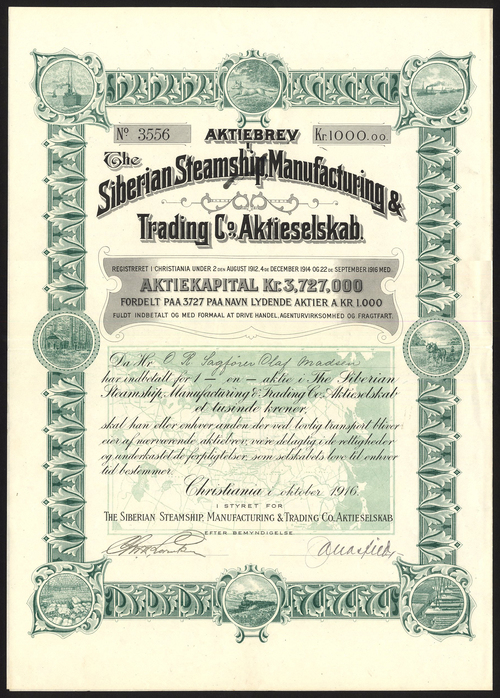 No 3556
AKTIEBREV
Kr. 1000.00.
I
The
Siberian Steamship, Manufacturing &
Trading Co. Aktieselskab.
REGISTRERET I CHRISTIANIA UNDER 2 DEN AUGUST 1912, 4 DE DECEMBER 1914 OG 22 DE SEPTEMBER 1916 MED:
AKTIEKAPITAL Kr. 3,727,000
FORDELT PAA 3727 PAA NAVN LYDENDE AKTIER A KR 1.000
FULDT INDBETALT OG MED FORMAAL AT DRIVE HANDEL, AGENTURVIRKSOMHED OG FRAGTFART.
Da Hr. O. R. Sagfører Olaf Madsen
har indbetalt for 1 — en — aktie i The Siberian
Steamship, Manufacturing & Trading Co. Aktieselskab
et tusinde kroner,
skal han eller enhver anden der ved lovlig transport bliver
eier af nærværende aktiebrev, være delagtig i de rettigheder
og underkastet de forpligtelser, som selskabets love til enhver
tid bestemmer.
Christiania i oktober 1916.
I STYRET FOR
THE SIBERIAN STEAMSHIP, MANUFACTURING & TRADING CO. AKTIESELSKAB
EFTER BEMYNDIGELSE